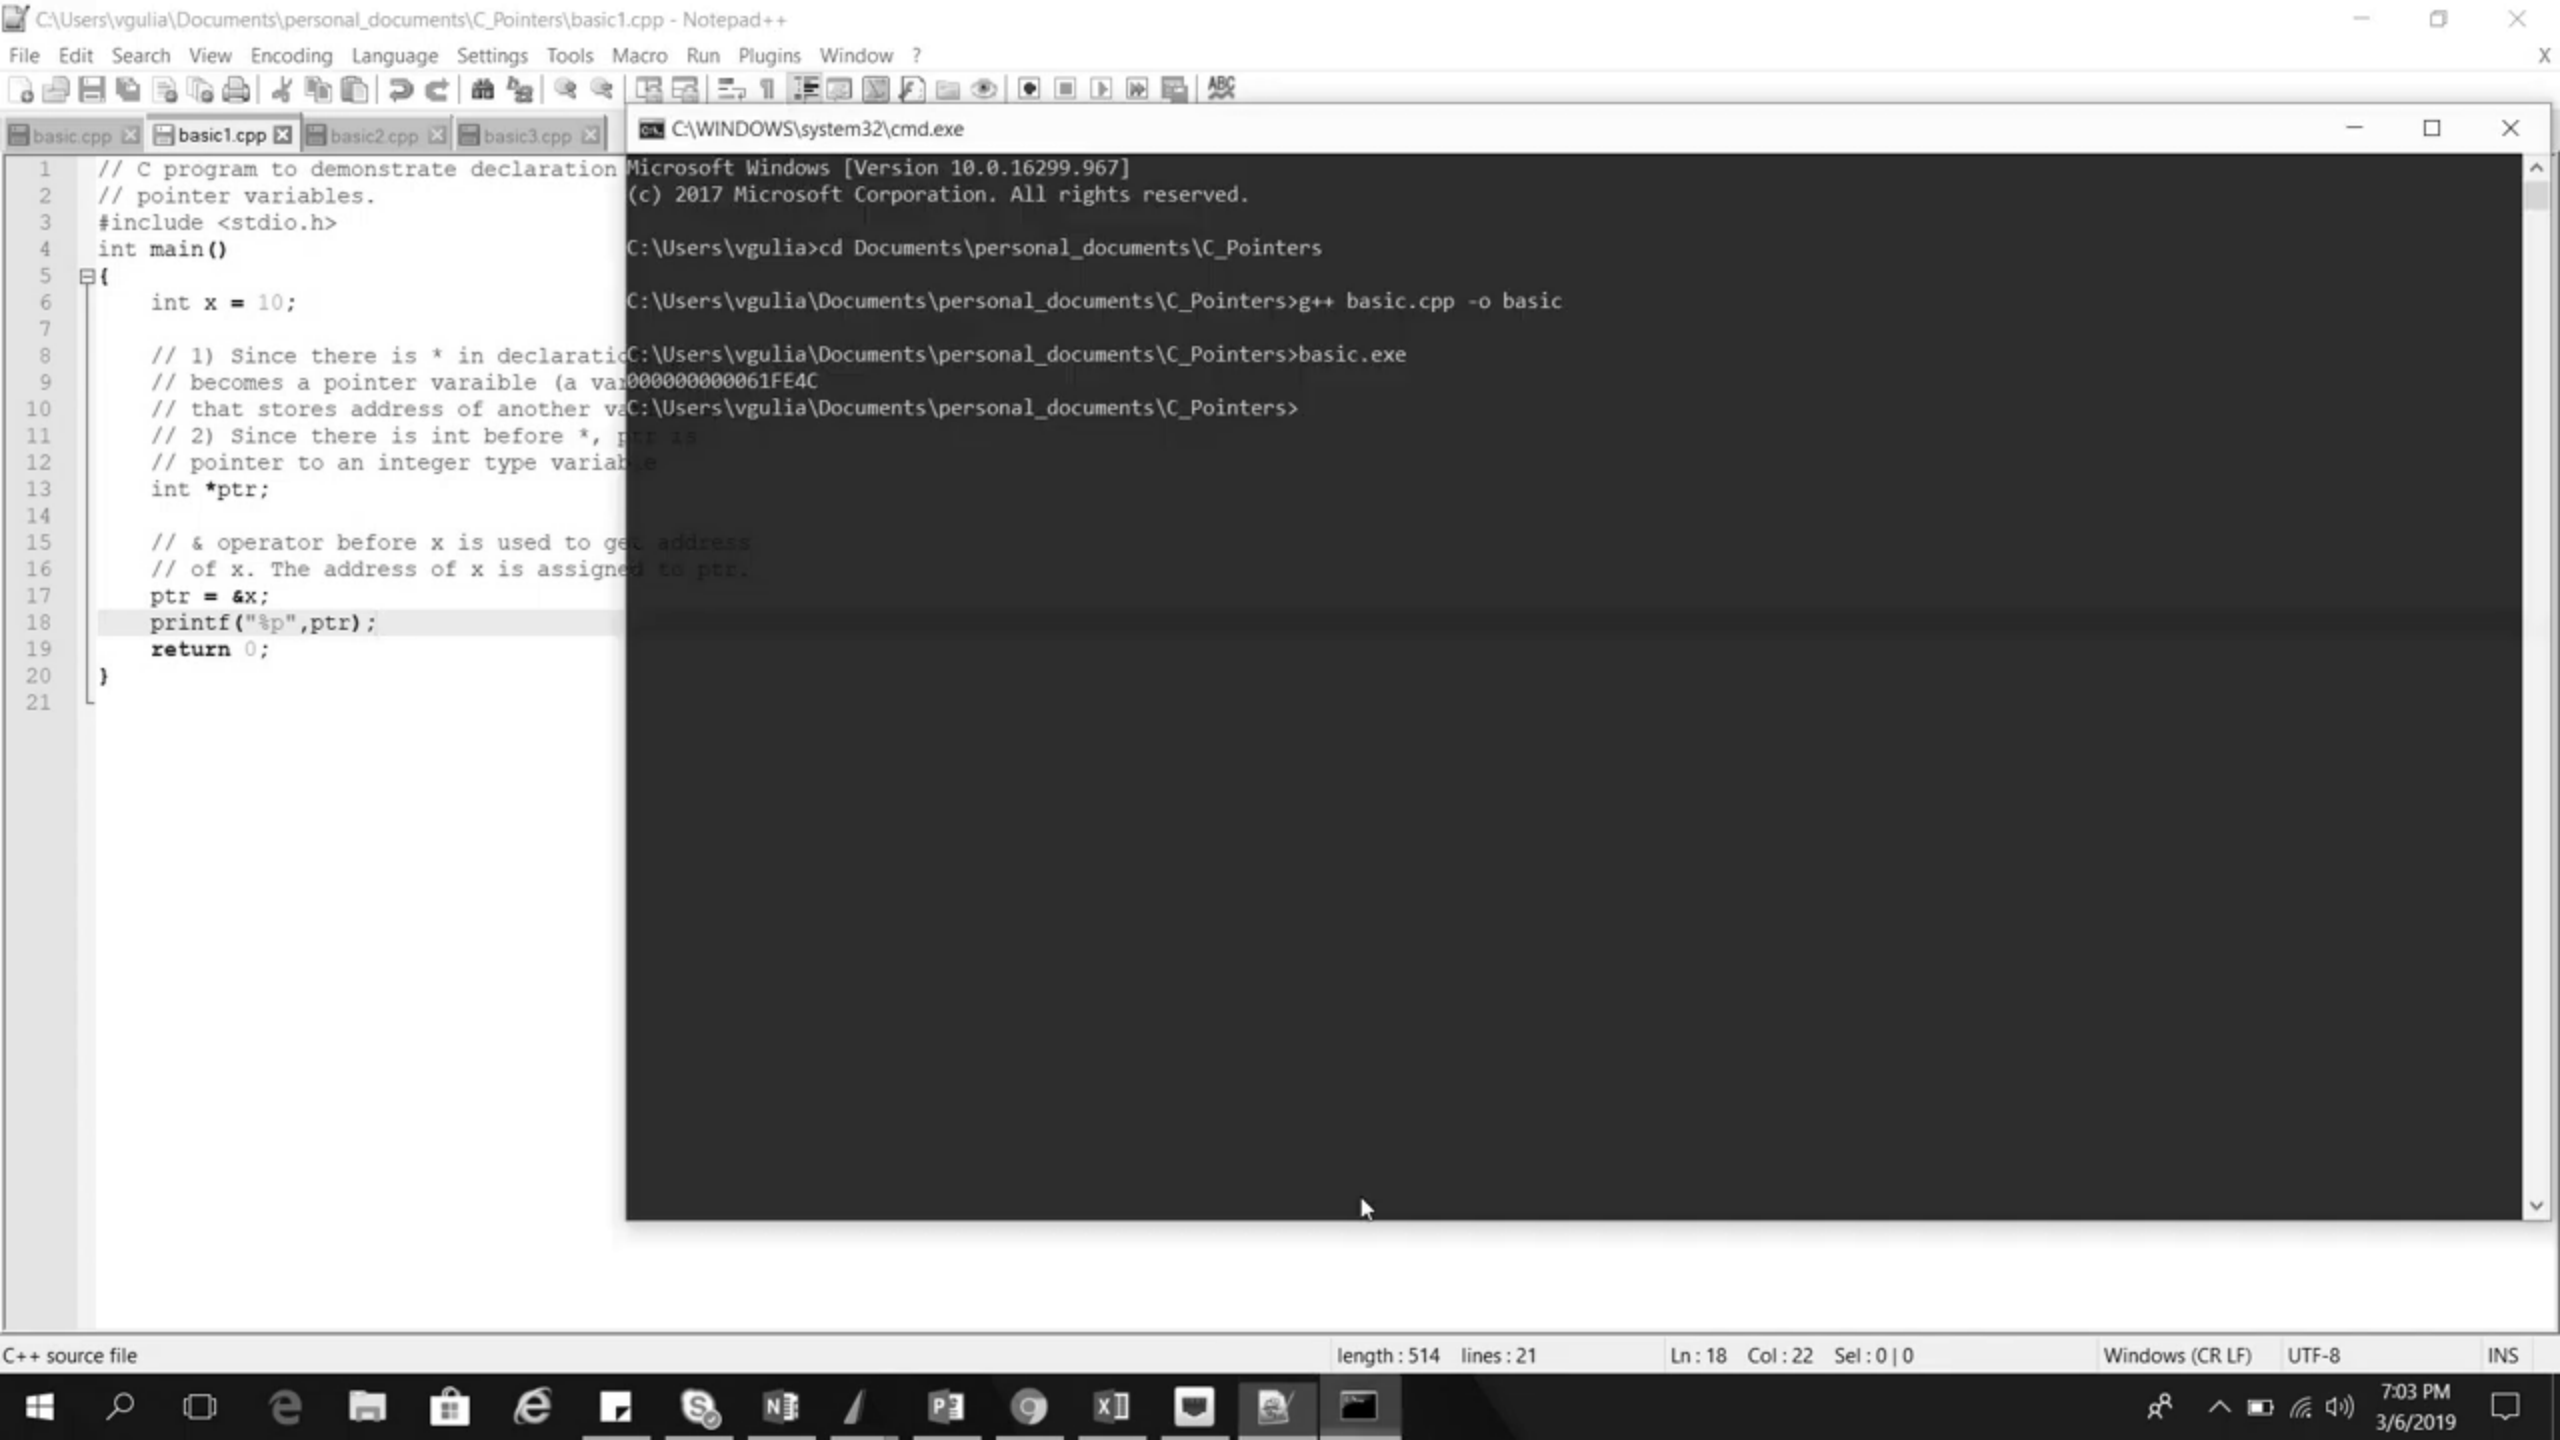 C:\Users\vgulia\Documents\personal_documents\C_Pointers\basic1.cpp - Notepad++
File Edit Search View Encoding Language Settings Tools Macro Run Plugins Window ?
X
ABC
basic.cpp basic1.cpp basic2.cpp basic3.cpp
1 // C program to demonstrate declaration
2 // pointer variables.
3 #include <stdio.h>
4 int main()
5 {
6 int x = 10;
7
8 // 1) Since there is * in
9 // becomes a pointer varaible (a
10 // that stores address of another
11 // 2) Since there is int before *, ptr is
12 // pointer to an integer type variable
13 int *ptr;
14
15 // & operator before x is used to get address
16 // of x. The address of x is assigned to ptr.
17 ptr = &x;
18 printf("%p",ptr);
19 return 0;
20 }
21
C:\WINDOWS\system32\cmd.exe
Microsoft Windows [Version 10.0.16299.967]
(c) 2017 Microsoft Corporation. All rights reserved.
C:\Users\vgulia>cd Documents\personal_documents\C_Pointers
C:\Users\vgulia\Documents\personal_documents\C_Pointers>g++ basic.cpp -o basic
C:\Users\vgulia\Documents\personal_documents\C_Pointers>basic.exe
000000000061FE4C
C:\Users\vgulia\Documents\personal_documents\C_Pointers>
C++ source file
length : 514 lines : 21
Ln : 18 Col : 22 Sel : 0 | 0
Windows (CR LF)
UTF-8
INS
7:03 PM
3/6/2019